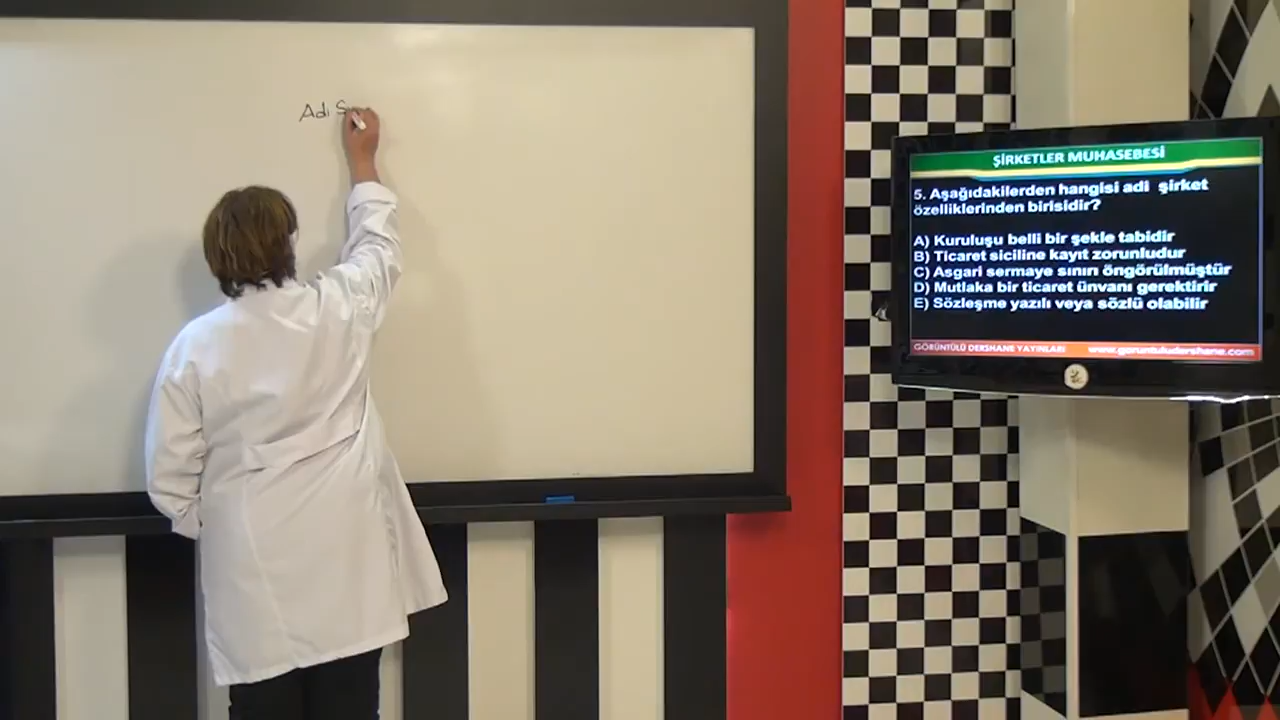 Adi Ş
ŞİRKETLER MUHASEBESİ
5. Aşağıdakilerden hangisi adi şirket
özelliklerinden birisidir?
A) Kuruluşu belli bir şekle tabidir
B) Ticaret siciline kayıt zorunludur
C) Asgari sermaye sınırı öngörülmüştür
D) Mutlaka bir ticaret ünvanı gerektirir
E) Sözleşme yazılı veya sözlü olabilir
GÖRÜNTÜLÜ DERSHANE YAYINLARI www.goruntuludershane.com